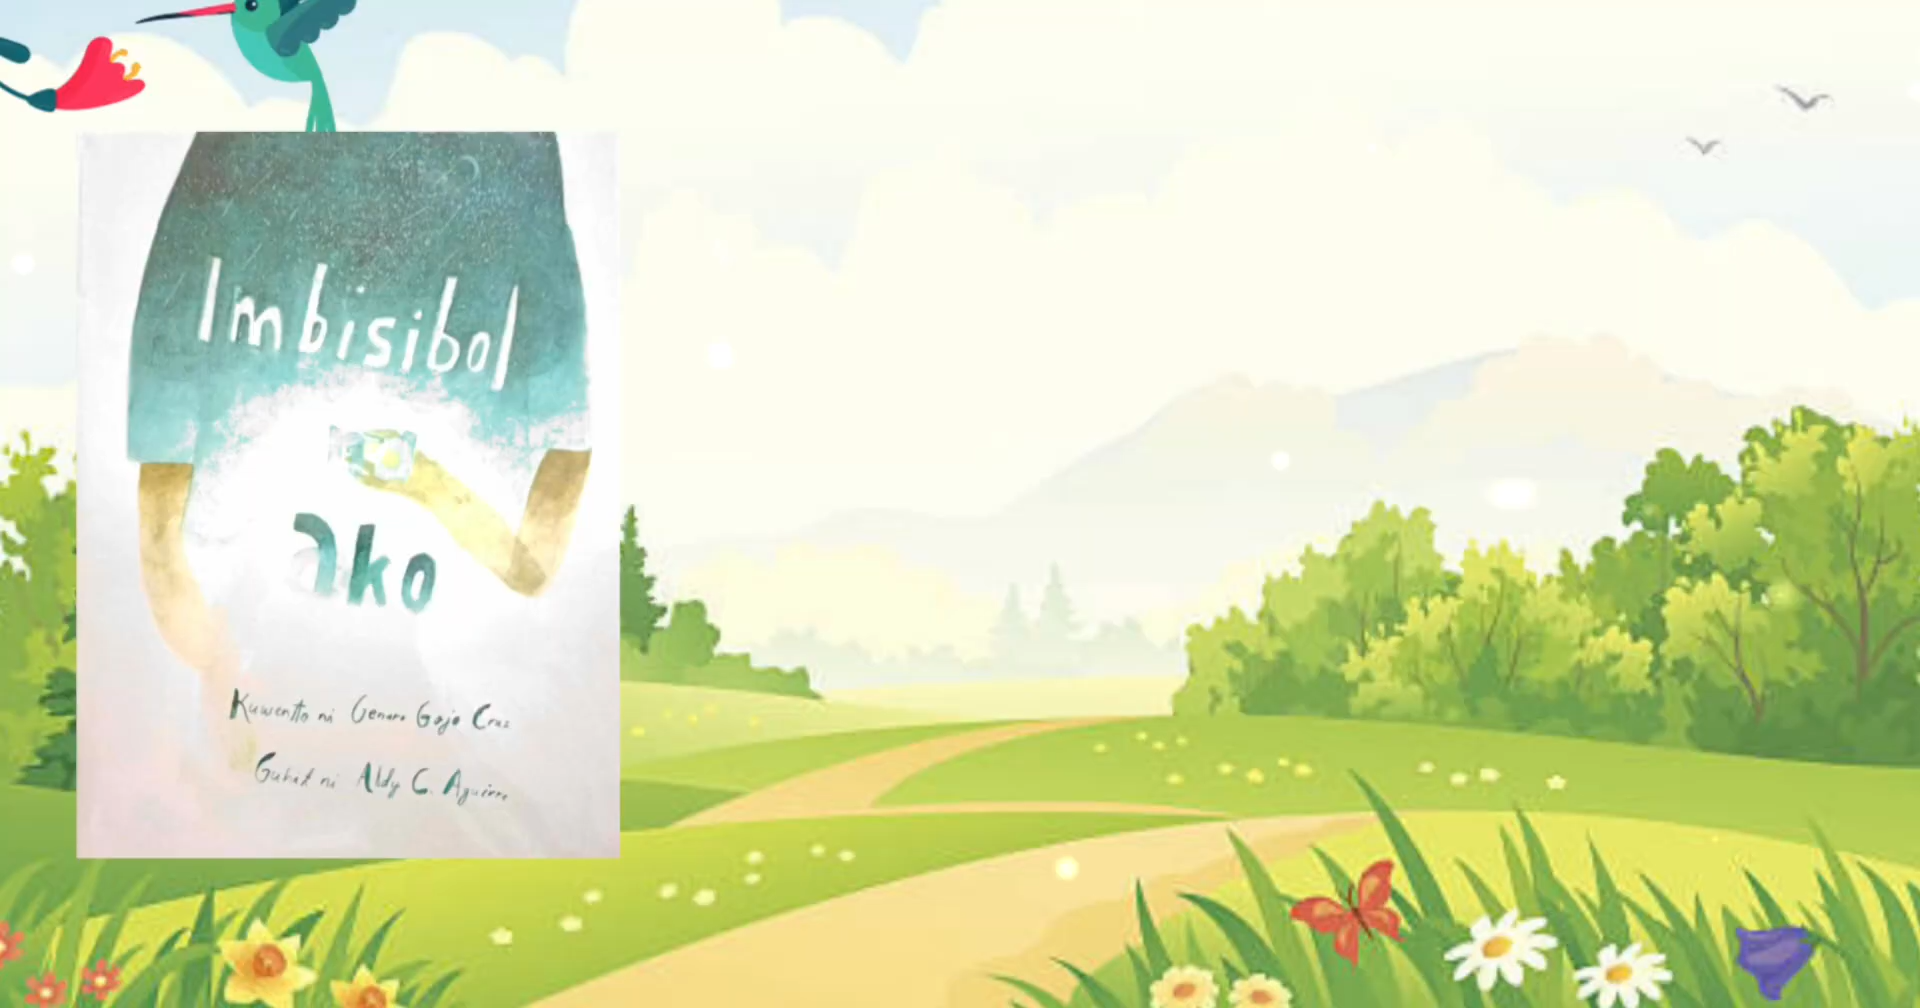 Imbisibol
ako
Kuwento ni Genaro Gojo Cruz
Guhit ni Aldy C. Aguirre